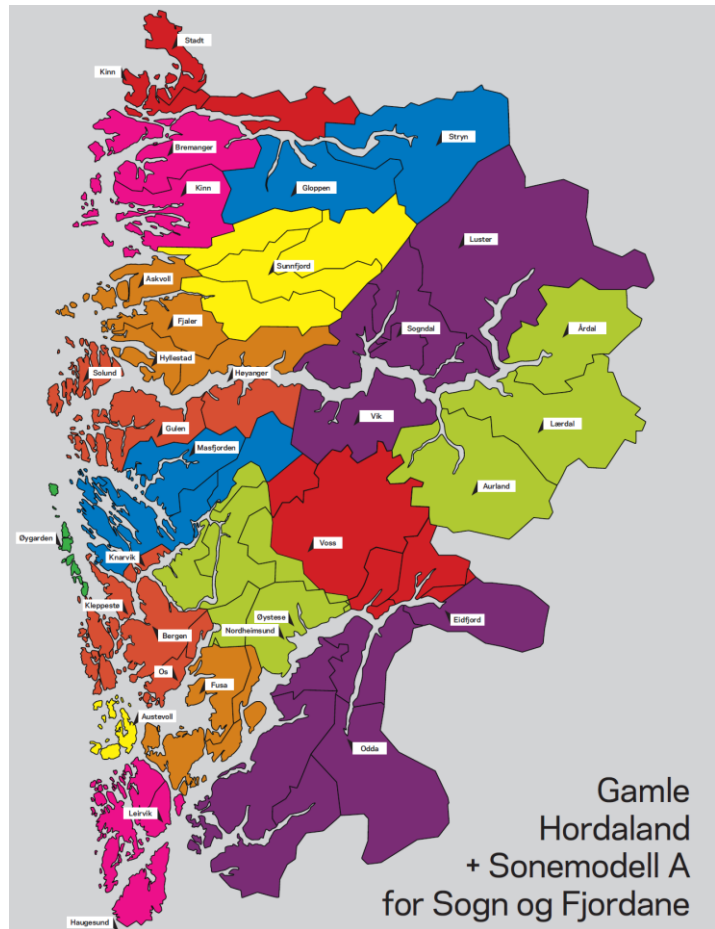 Stadt
Kinn
Stryn
Bremanger
Kinn
Gloppen
Luster
Sunnfjord
Askvoll
Fjaler
Sogndal
Årdal
Hyllestad
Solund
Høyanger
Vik
Lærdal
Gulen
Masfjorden
Aurland
Øygarden
Voss
Knarvik
Kleppestø
Øystese
Eidfjord
Bergen
Nordheimsund
Os
Fusa
Austevoll
Odda
Leirvik
Haugesund
Gamle
Hordaland
+ Sonemodell A
for Sogn og Fjordane